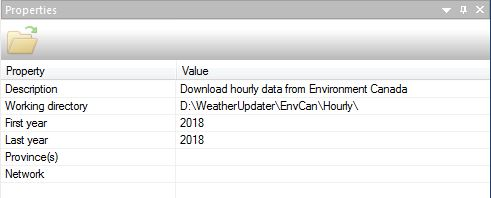 Properties
Property Value
Description Download hourly data from Environment Canada
Working directory D:\WeatherUpdater\EnvCan\Hourly\
First year 2018
Last year 2018
Province(s)
Network